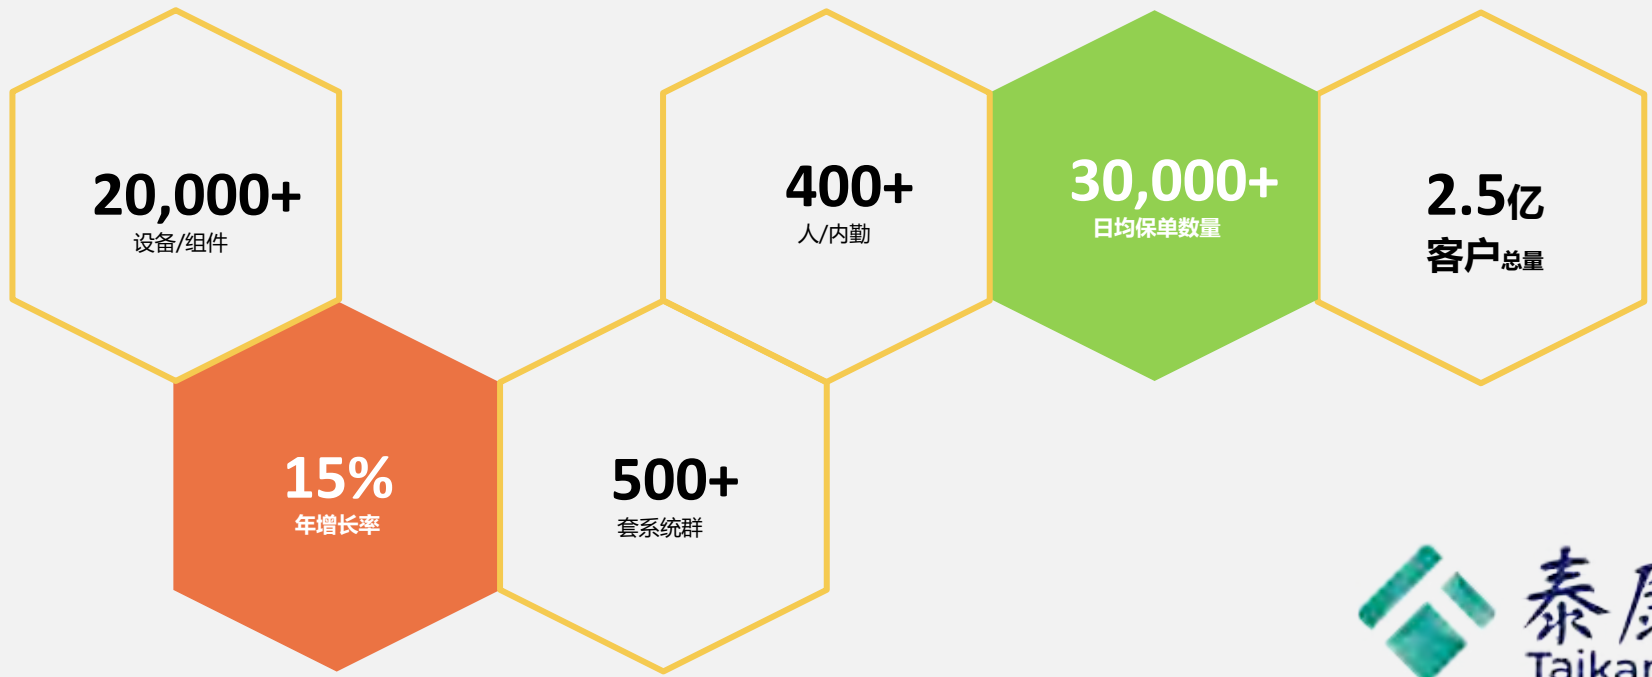 20,000+
设备/组件
15%
年增长率
500+
套系统群
400+
人/内勤
30,000+
日均保单数量
2.5亿
客户总量
泰